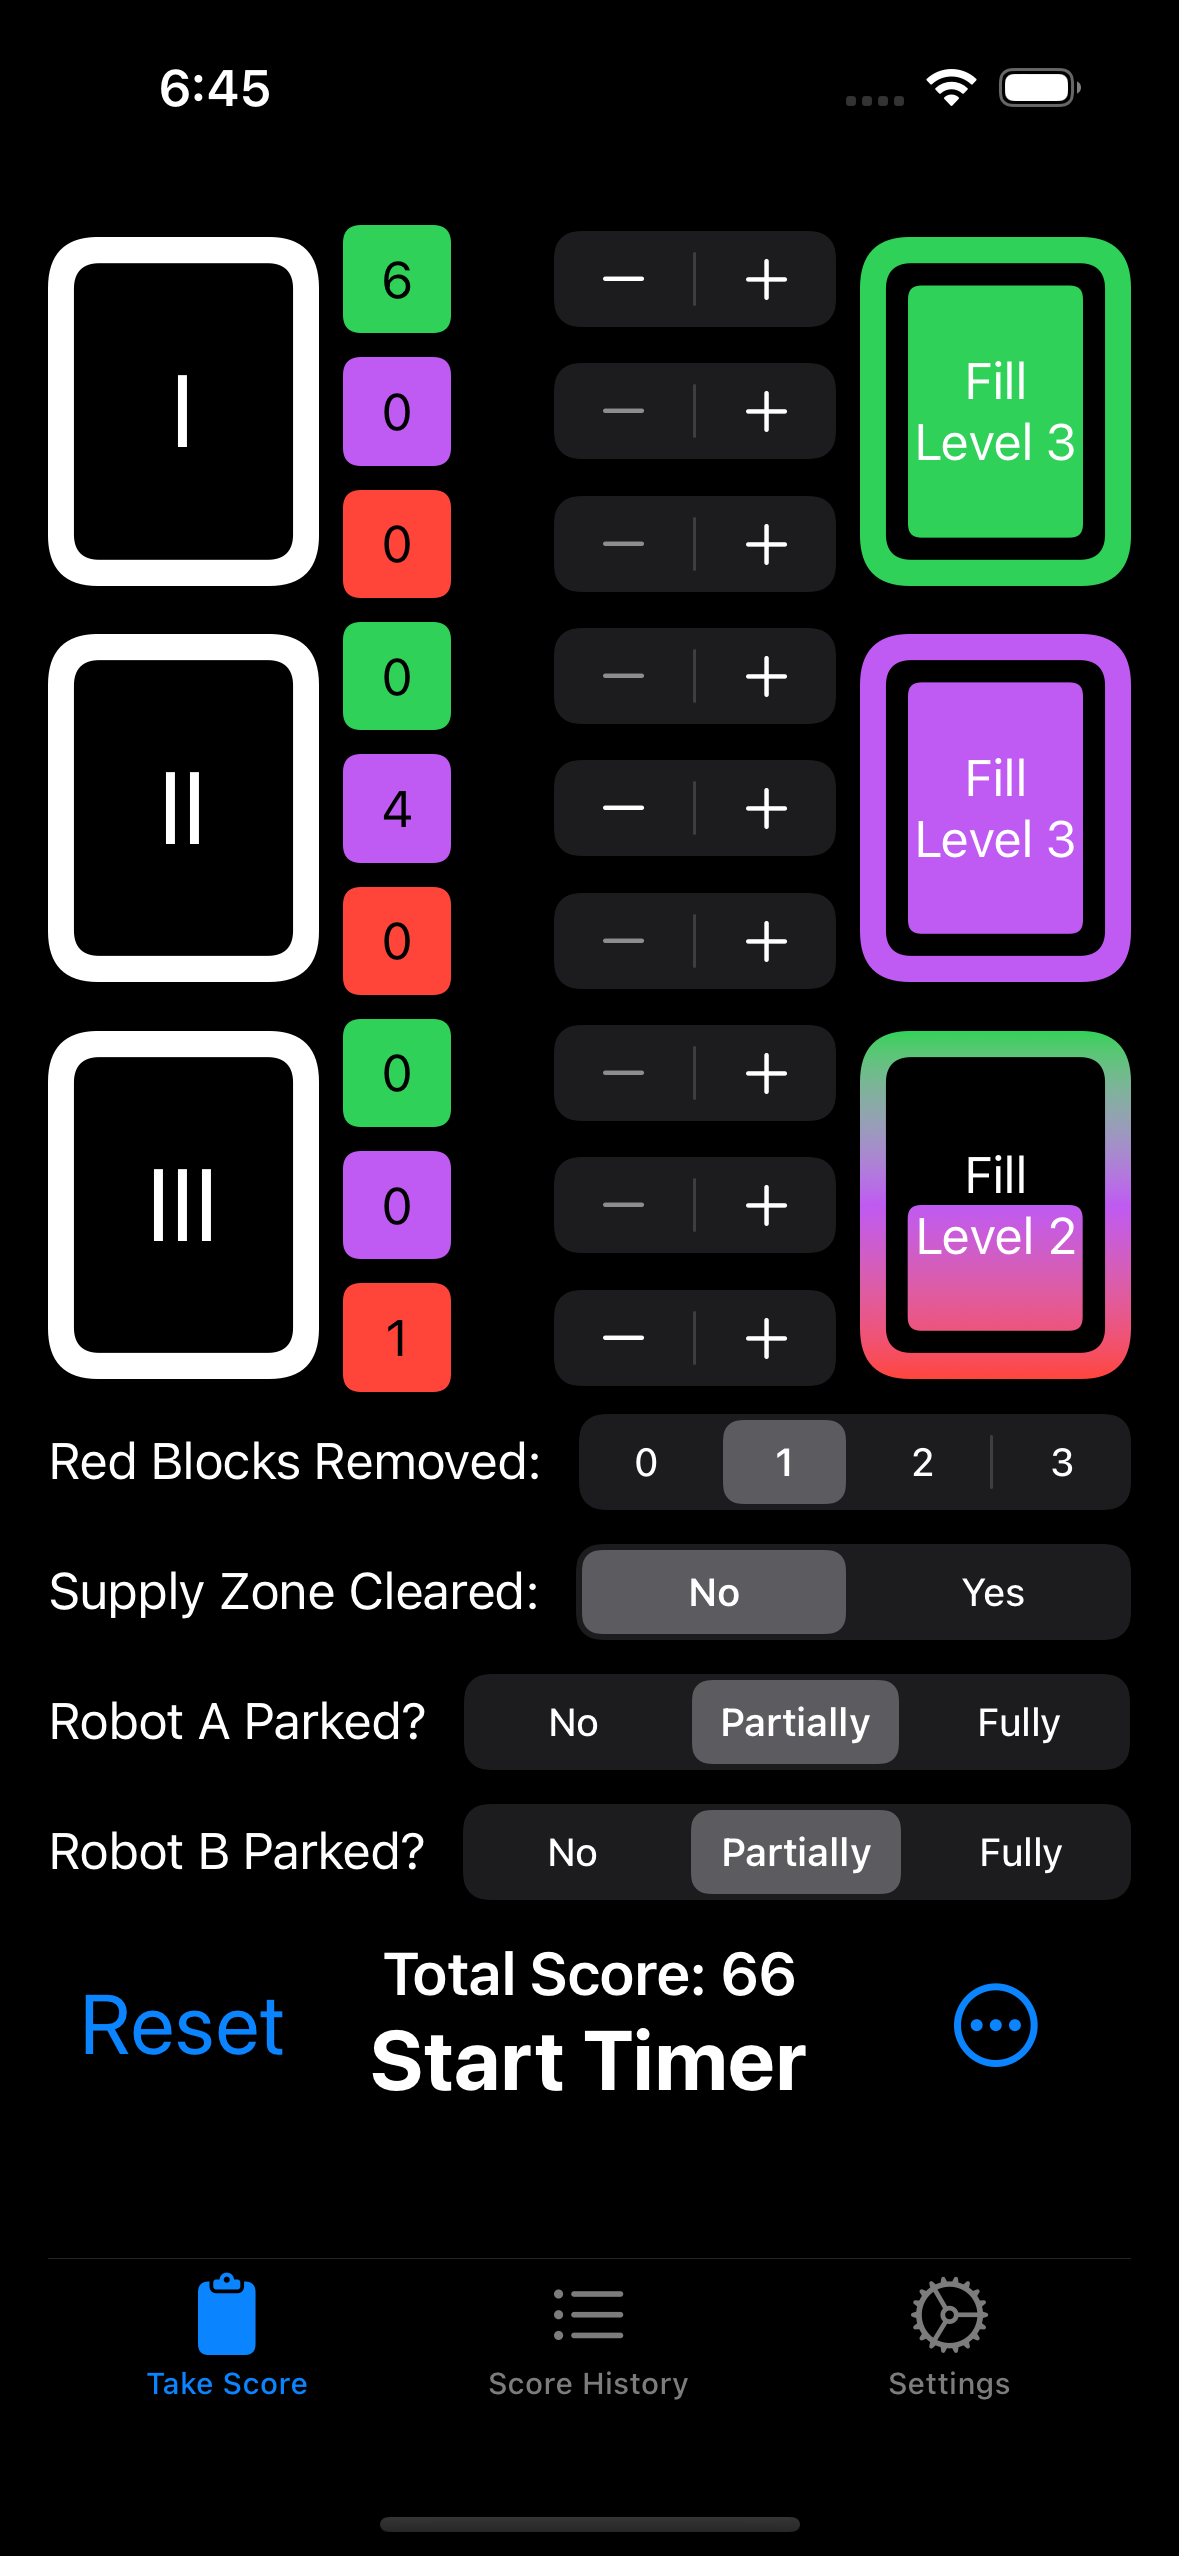 6:45
I
6
0
0
Fill
Level 3
II
0
4
0
Fill
Level 3
III
0
0
1
Fill
Level 2
Red Blocks Removed: 0 1 2 3
Supply Zone Cleared: No Yes
Robot A Parked? No Partially Fully
Robot B Parked? No Partially Fully
Total Score: 66
Reset
Start Timer
Take Score Score History Settings